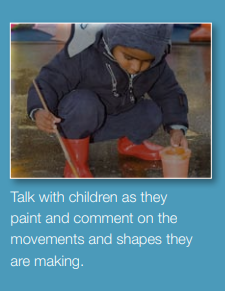 Talk with children as they
paint and comment on the
movements and shapes they
are making.